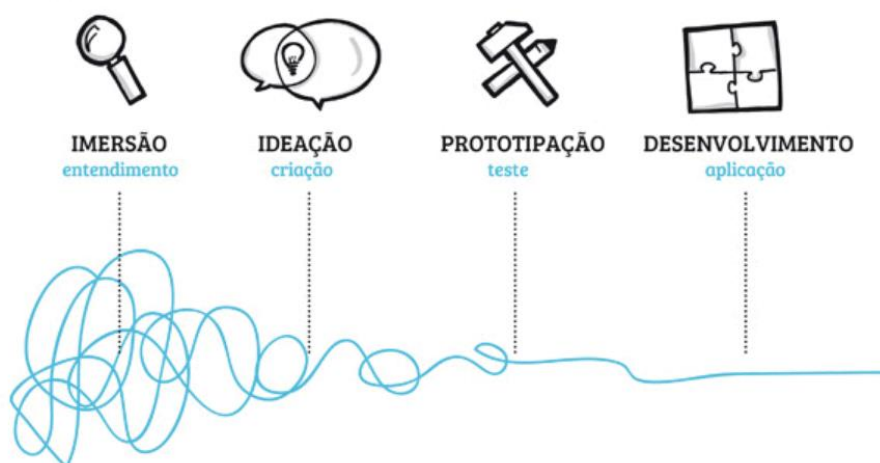 IMERSÃO
entendimento
IDEAÇÃO
criação
PROTOTIPAÇÃO
teste
DESENVOLVIMENTO
aplicação